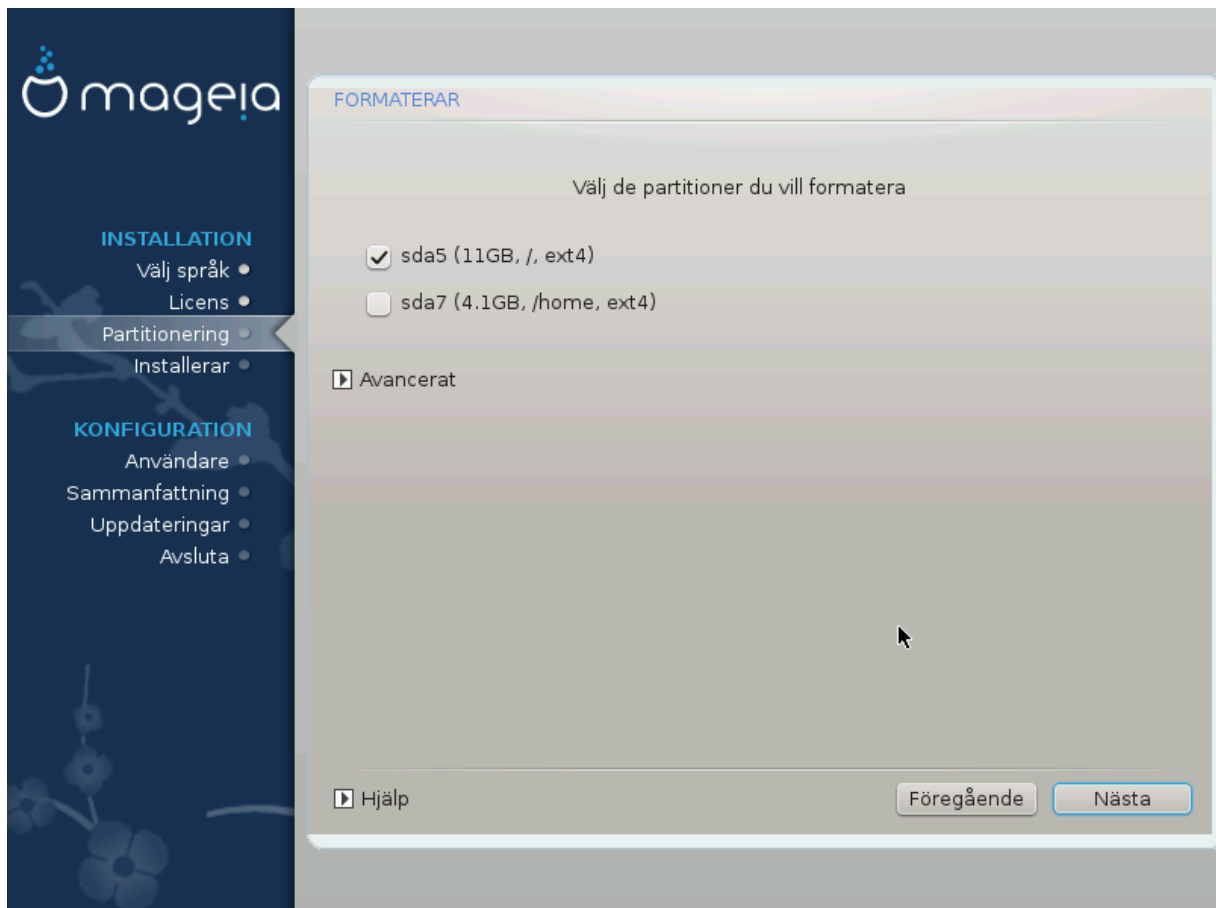 mageia
INSTALLATION
Välj språk
Licens
Partitionering
Installerar
KONFIGURATION
Användare
Sammanfattning
Uppdateringar
Avsluta
FORMATERAR
Välj de partitioner du vill formatera
sda5 (11GB, /, ext4)
sda7 (4.1GB, /home, ext4)
Avancerat
Hjälp
Föregående
Nästa